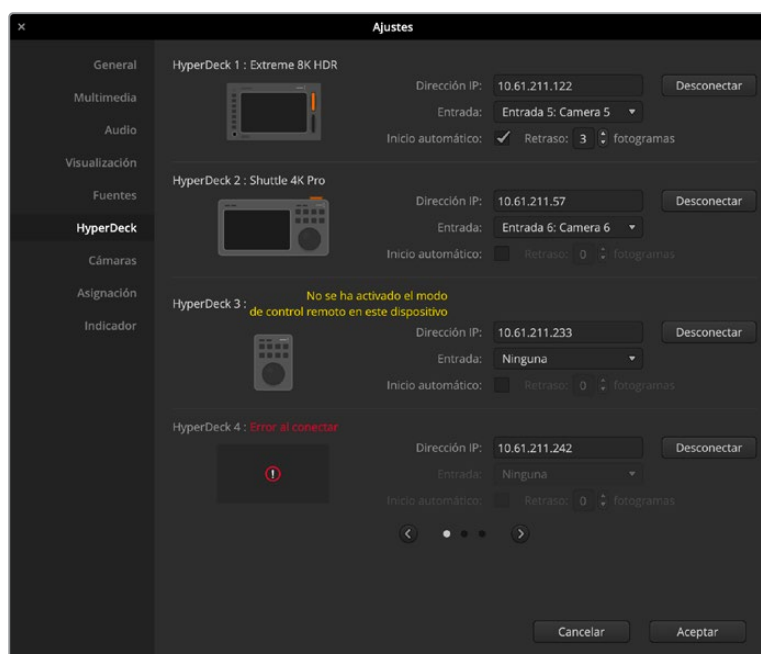 Ajustes
General
Multimedia
Audio
Visualización
Fuentes
HyperDeck
Cámaras
Asignación
Indicador
HyperDeck 1 : Extreme 8K HDR
Dirección IP: 10.61.211.122 Desconectar
Entrada: Entrada 5: Camera 5
Inicio automático: Retraso: 3 fotogramas
HyperDeck 2 : Shuttle 4K Pro
Dirección IP: 10.61.211.57 Desconectar
Entrada: Entrada 6: Camera 6
Inicio automático: Retraso: 0 fotogramas
HyperDeck 3 : No se ha activado el modo
de control remoto en este dispositivo
Dirección IP: 10.61.211.233 Desconectar
Entrada: Ninguna
Inicio automático: Retraso: 0 fotogramas
HyperDeck 4 : Error al conectar
Dirección IP: 10.61.211.242 Desconectar
Entrada: Ninguna
Inicio automático: Retraso: 0 fotogramas
Cancelar Aceptar